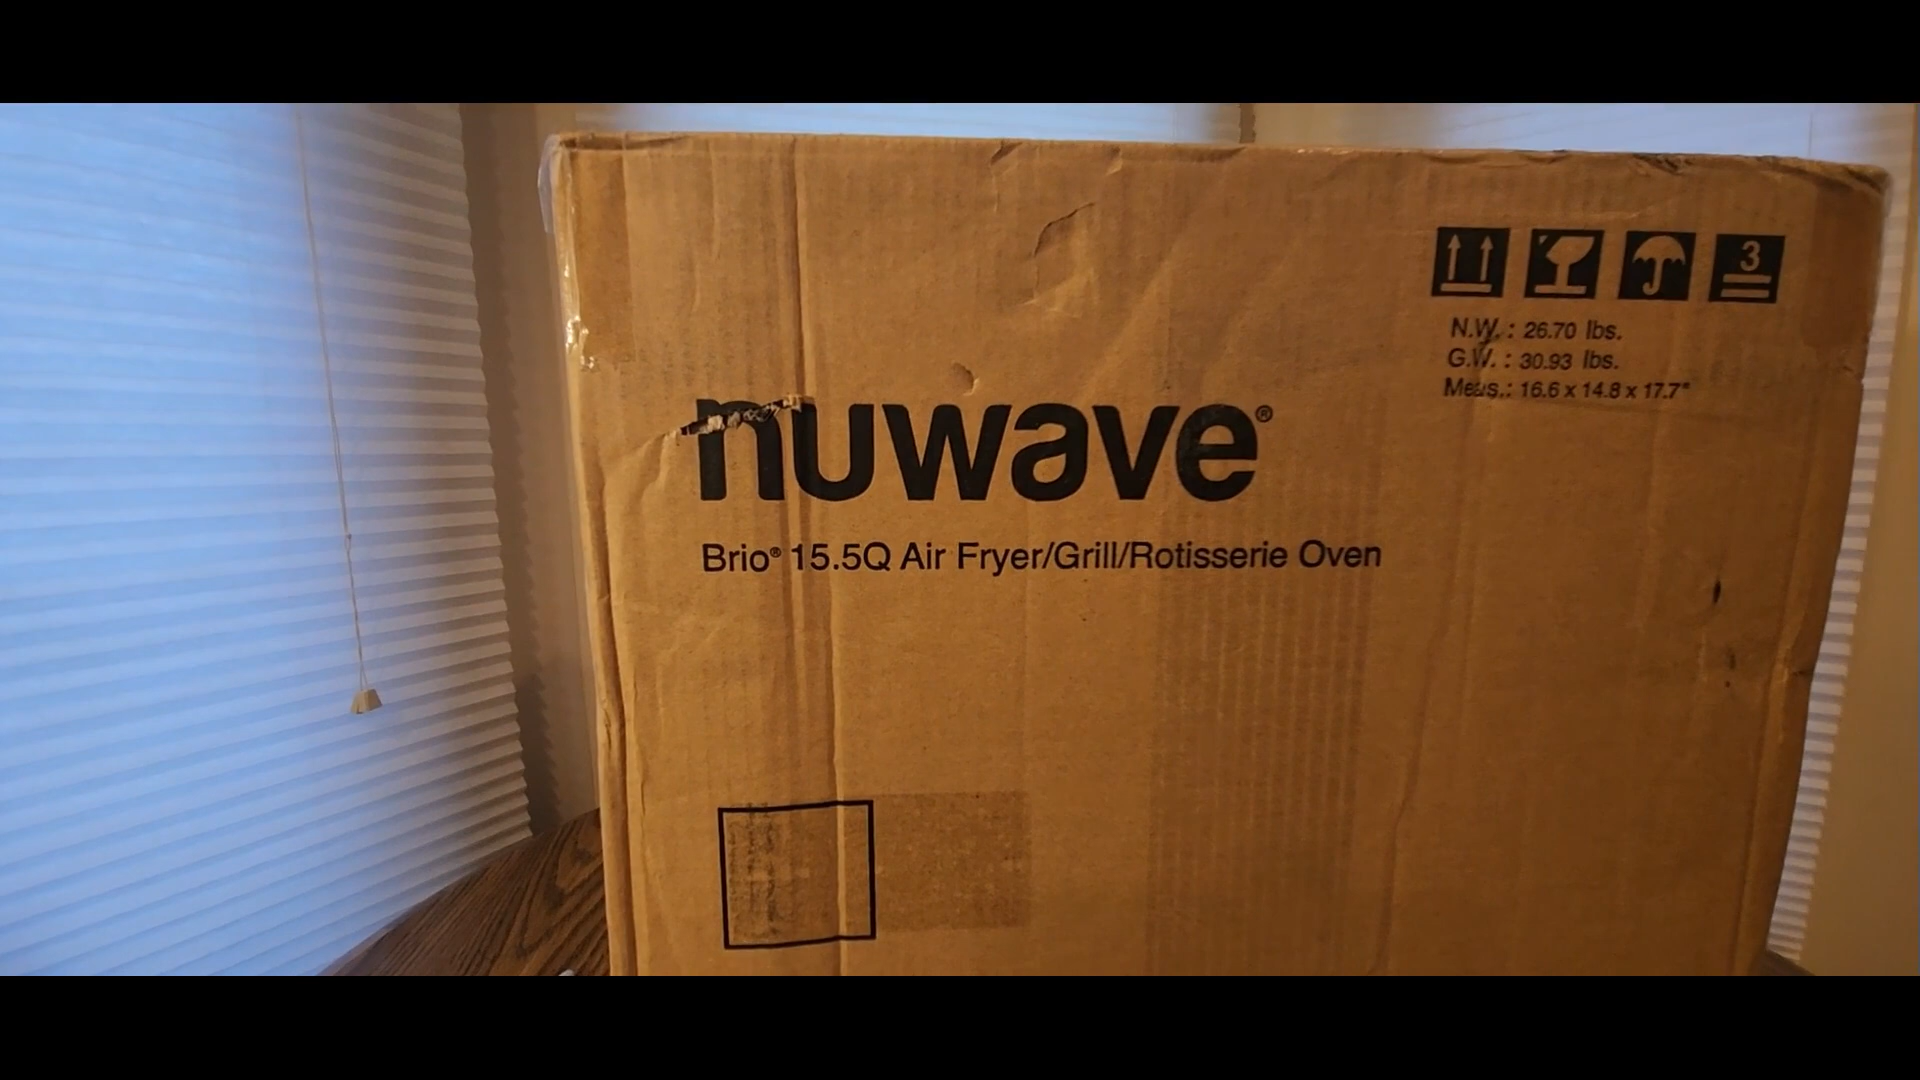 3
N.W. : 26.70 lbs.
G.W. : 30.93 lbs.
Meas.: 16.6 x 14.8 x 17.7"
nuwave®
Brio® 15.5Q Air Fryer/Grill/Rotisserie Oven